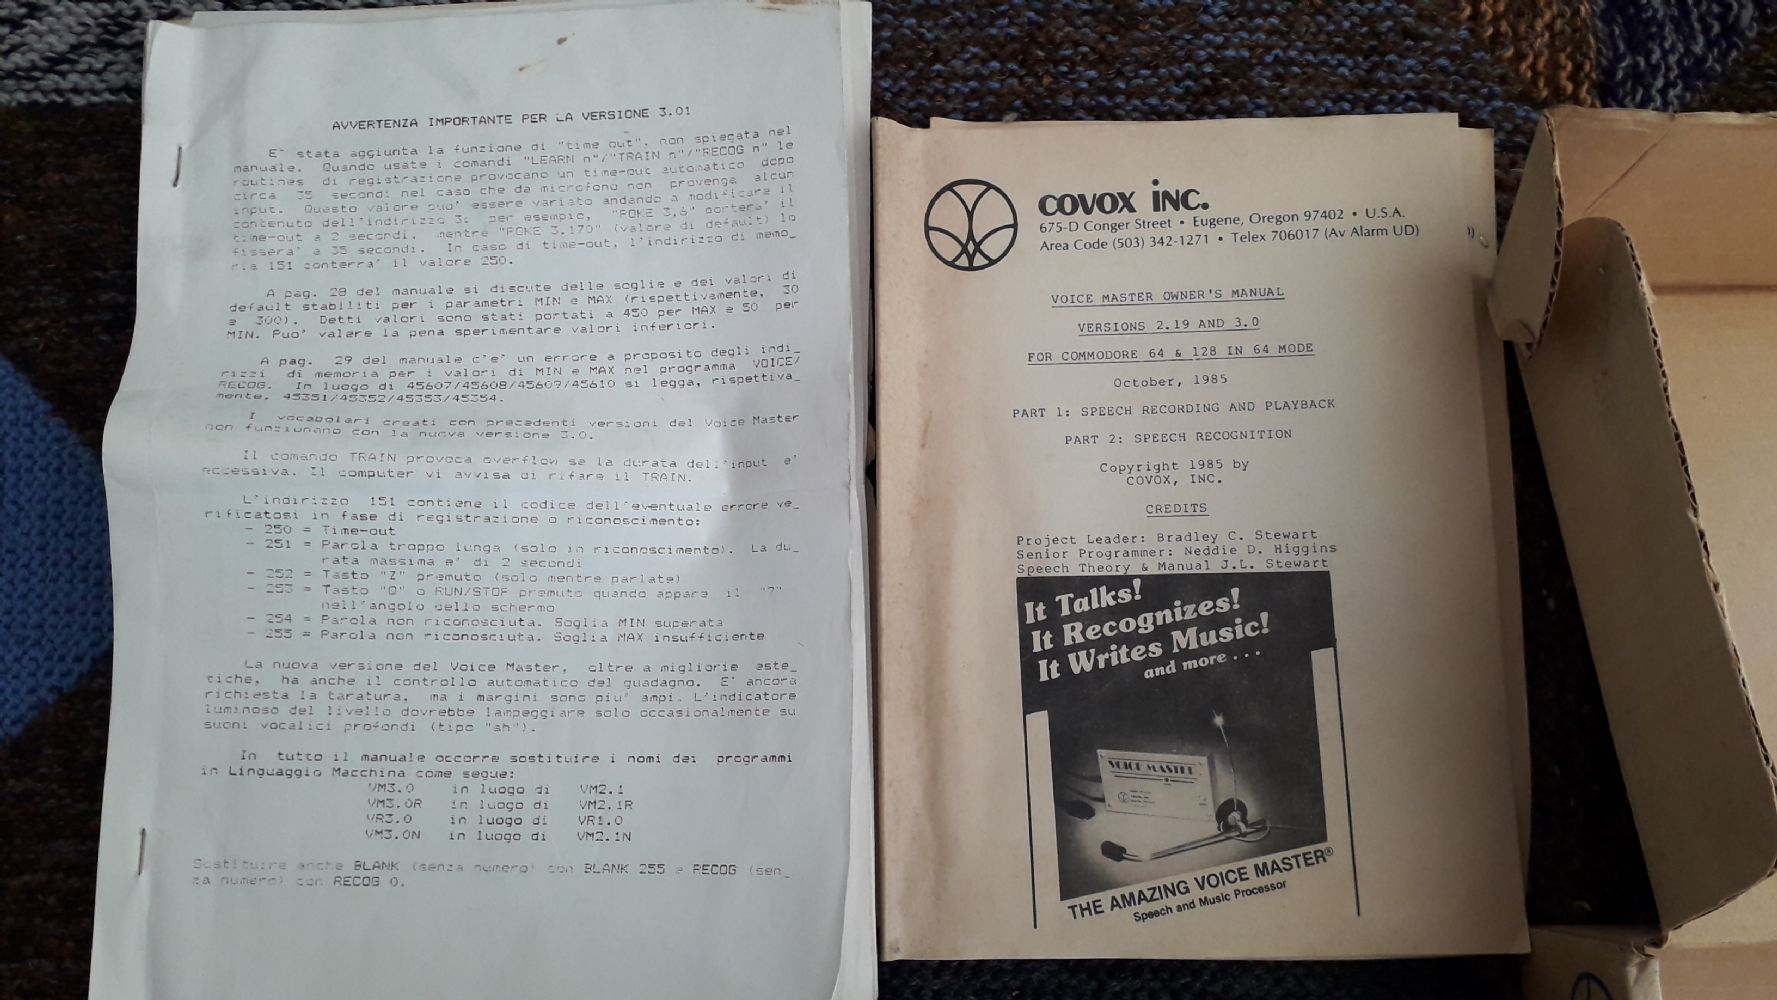 AVVERTENZA IMPORTANTE PER LA VERSIONE 3.01
E' stata aggiunta la funzione di "time out", non spiegata nel
manuale. Quando usate i comandi "LEARN n"/"TRAIN n"/"RECOG n" le
routines di registrazione provocano un time-out automatico dopo
circa 35 secondi nel caso che da microfono non provenga alcun
input. Questo valore puo' essere variato andando a modificare il
contenuto dell'indirizzo 3: per esempio, "POKE 3,6" portera' il
time-out a 2 secondi, mentre "POKE 3,170" (valore di default) lo
fissera' a 35 secondi. In caso di time-out, l'indirizzo di memo_
ria 151 conterra' il valore 250.
A pag. 28 del manuale si discute delle soglie e dei valori di
default stabiliti per i parametri MIN e MAX (rispettivamente, 30
e 300). Detti valori sono stati portati a 450 per MAX e 50 per
MIN. Puo' valere la pena sperimentare valori inferiori.
A pag. 29 del manuale c'e' un errore a proposito degli indi_
rizzi di memoria per i valori di MIN e MAX nel programma VOICE/
RECOG. In luogo di 45607/45608/45609/45610 si legga, rispettiva_
mente, 45351/45352/45353/45354.
I vocabolari creati con precedenti versioni del Voice Master
non funzionano con la nuova versione 3.0.
Il comando TRAIN provoca overflow se la durata dell'input e'
eccessiva. Il computer vi avvisa di rifare il TRAIN.
L'indirizzo 151 contiene il codice dell'eventuale errore ve_
rificatosi in fase di registrazione o riconoscimento:
- 250 = Time-out
- 251 = Parola troppo lunga (solo in riconoscimento). La du_
rata massima e' di 2 secondi
- 252 = Tasto "Z" premuto (solo mentre parlate)
- 253 = Tasto "Q" o RUN/STOP premuto quando appare il "?"
nell'angolo dello schermo
- 254 = Parola non riconosciuta. Soglia MIN superata
- 255 = Parola non riconosciuta. Soglia MAX insufficiente
La nuova versione del Voice Master, oltre a migliorie este_
tiche, ha anche il controllo automatico del guadagno. E' ancora
richiesta la taratura, ma i margini sono piu' ampi. L'indicatore
luminoso del livello dovrebbe lampeggiare solo occasionalmente su
suoni vocalici profondi (tipo "ah").
In tutto il manuale occorre sostituire i nomi dei programmi
in Linguaggio Macchina come segue:
VM3.0 in luogo di VM2.1
VM3.0R in luogo di VM2.1R
VR3.0 in luogo di VR1.0
VM3.0N in luogo di VM2.1N
Sostituire anche BLANK (senza numero) con BLANK 255 e RECOG (sen_
za numero) con RECOG 0.
COVOX INC.
675-D Conger Street • Eugene, Oregon 97402 • U.S.A.
Area Code (503) 342-1271 • Telex 706017 (Av Alarm UD)
VOICE MASTER OWNER'S MANUAL
VERSIONS 2.19 AND 3.0
FOR COMMODORE 64 & 128 IN 64 MODE
October, 1985
PART 1: SPEECH RECORDING AND PLAYBACK
PART 2: SPEECH RECOGNITION
Copyright 1985 by
COVOX, INC.
CREDITS
Project Leader: Bradley C. Stewart
Senior Programmer: Neddie D. Higgins
Speech Theory & Manual J.L. Stewart
It Talks!
It Recognizes!
It Writes Music!
and more . . .
VOICE MASTER
THE AMAZING VOICE MASTER®
Speech and Music Processor